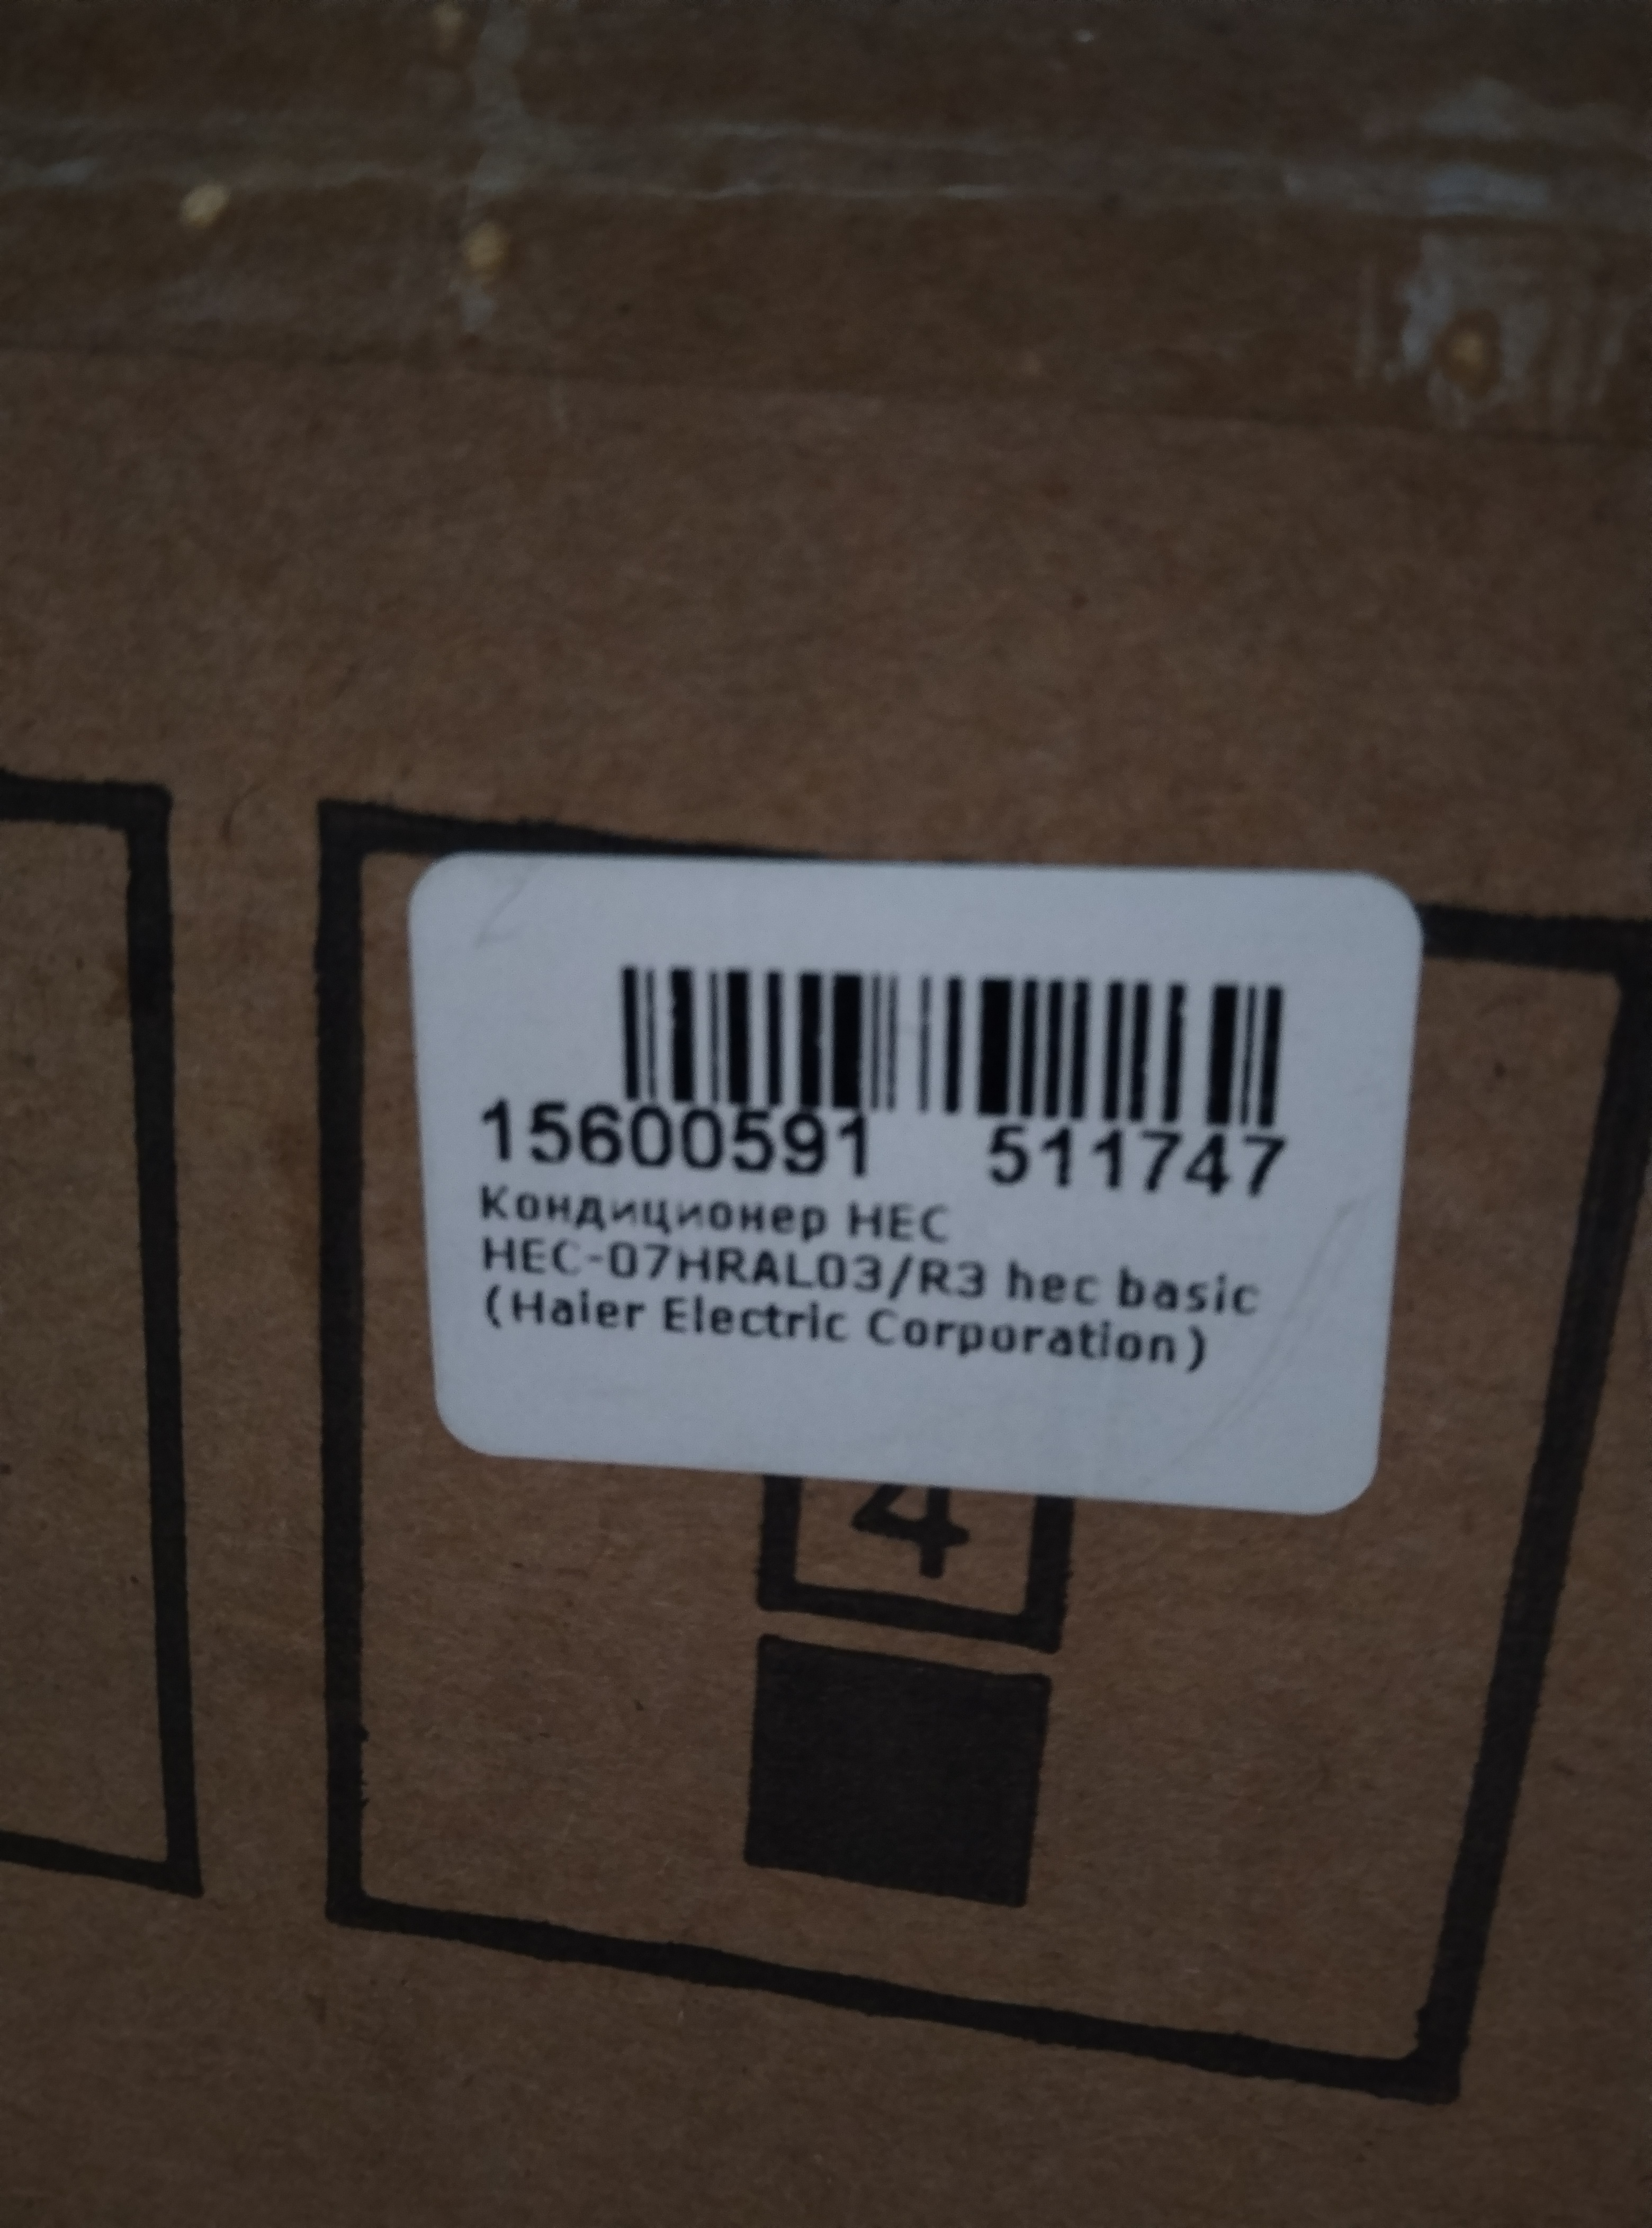 15600591 511747
Кондиционер HEC
HEC-07HRAL03/R3 hec basic
(Haier Electric Corporation)
4